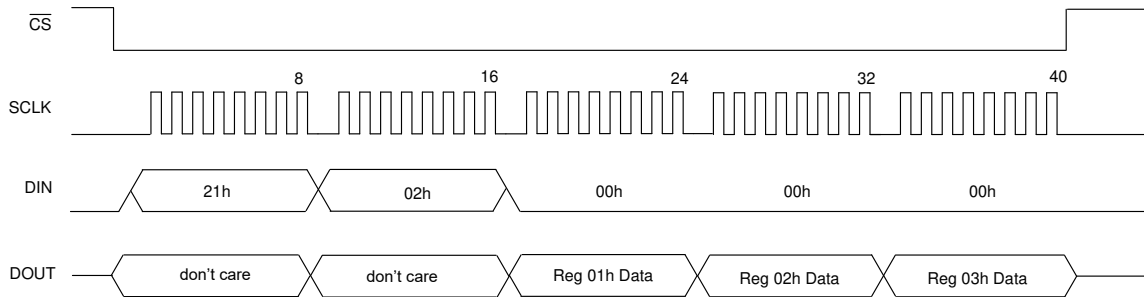 CS
8 16 24 32 40
SCLK
DIN 21h 02h 00h 00h 00h
DOUT don't care don't care Reg 01h Data Reg 02h Data Reg 03h Data